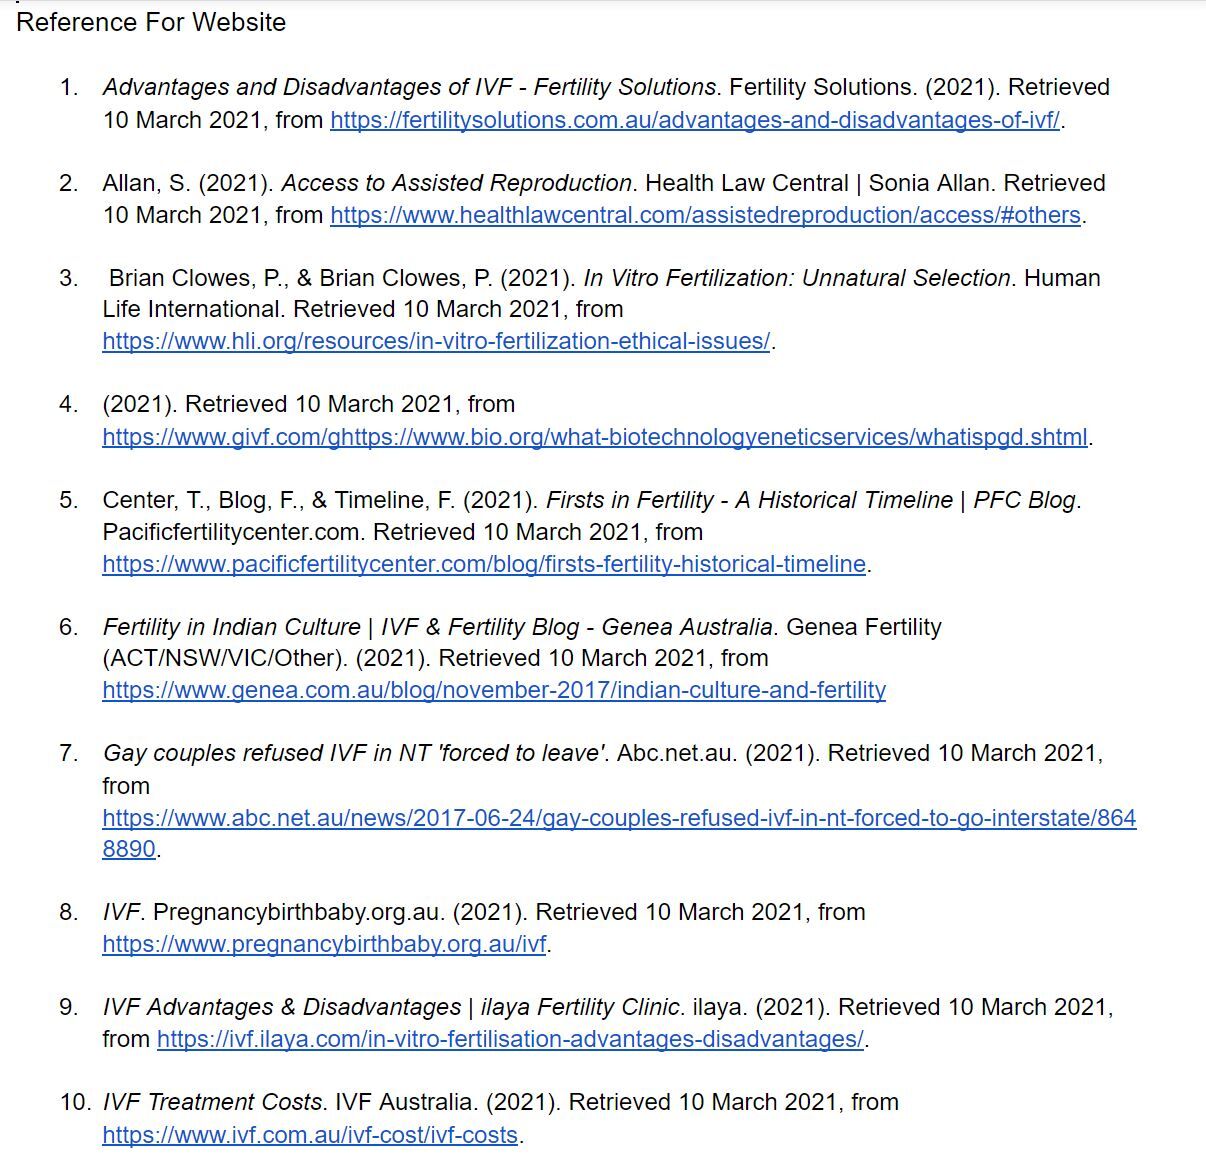 Reference For Website
1. Advantages and Disadvantages of IVF - Fertility Solutions. Fertility Solutions. (2021). Retrieved
10 March 2021, from https://fertilitysolutions.com.au/advantages-and-disadvantages-of-ivf/.
2. Allan, S. (2021). Access to Assisted Reproduction. Health Law Central | Sonia Allan. Retrieved
10 March 2021, from https://www.healthlawcentral.com/assistedreproduction/access/#others.
3. Brian Clowes, P., & Brian Clowes, P. (2021). In Vitro Fertilization: Unnatural Selection. Human
Life International. Retrieved 10 March 2021, from
https://www.hli.org/resources/in-vitro-fertilization-ethical-issues/.
4. (2021). Retrieved 10 March 2021, from
https://www.givf.com/ghttps://www.bio.org/what-biotechnologyeneticservices/whatispgd.shtml.
5. Center, T., Blog, F., & Timeline, F. (2021). Firsts in Fertility - A Historical Timeline | PFC Blog.
Pacificfertilitycenter.com. Retrieved 10 March 2021, from
https://www.pacificfertilitycenter.com/blog/firsts-fertility-historical-timeline.
6. Fertility in Indian Culture | IVF & Fertility Blog - Genea Australia. Genea Fertility
(ACT/NSW/VIC/Other). (2021). Retrieved 10 March 2021, from
https://www.genea.com.au/blog/november-2017/indian-culture-and-fertility
7. Gay couples refused IVF in NT 'forced to leave'. Abc.net.au. (2021). Retrieved 10 March 2021,
from
https://www.abc.net.au/news/2017-06-24/gay-couples-refused-ivf-in-nt-forced-to-go-interstate/864
8890.
8. IVF. Pregnancybirthbaby.org.au. (2021). Retrieved 10 March 2021, from
https://www.pregnancybirthbaby.org.au/ivf.
9. IVF Advantages & Disadvantages | ilaya Fertility Clinic. ilaya. (2021). Retrieved 10 March 2021,
from https://ivf.ilaya.com/in-vitro-fertilisation-advantages-disadvantages/.
10. IVF Treatment Costs. IVF Australia. (2021). Retrieved 10 March 2021, from
https://www.ivf.com.au/ivf-cost/ivf-costs.